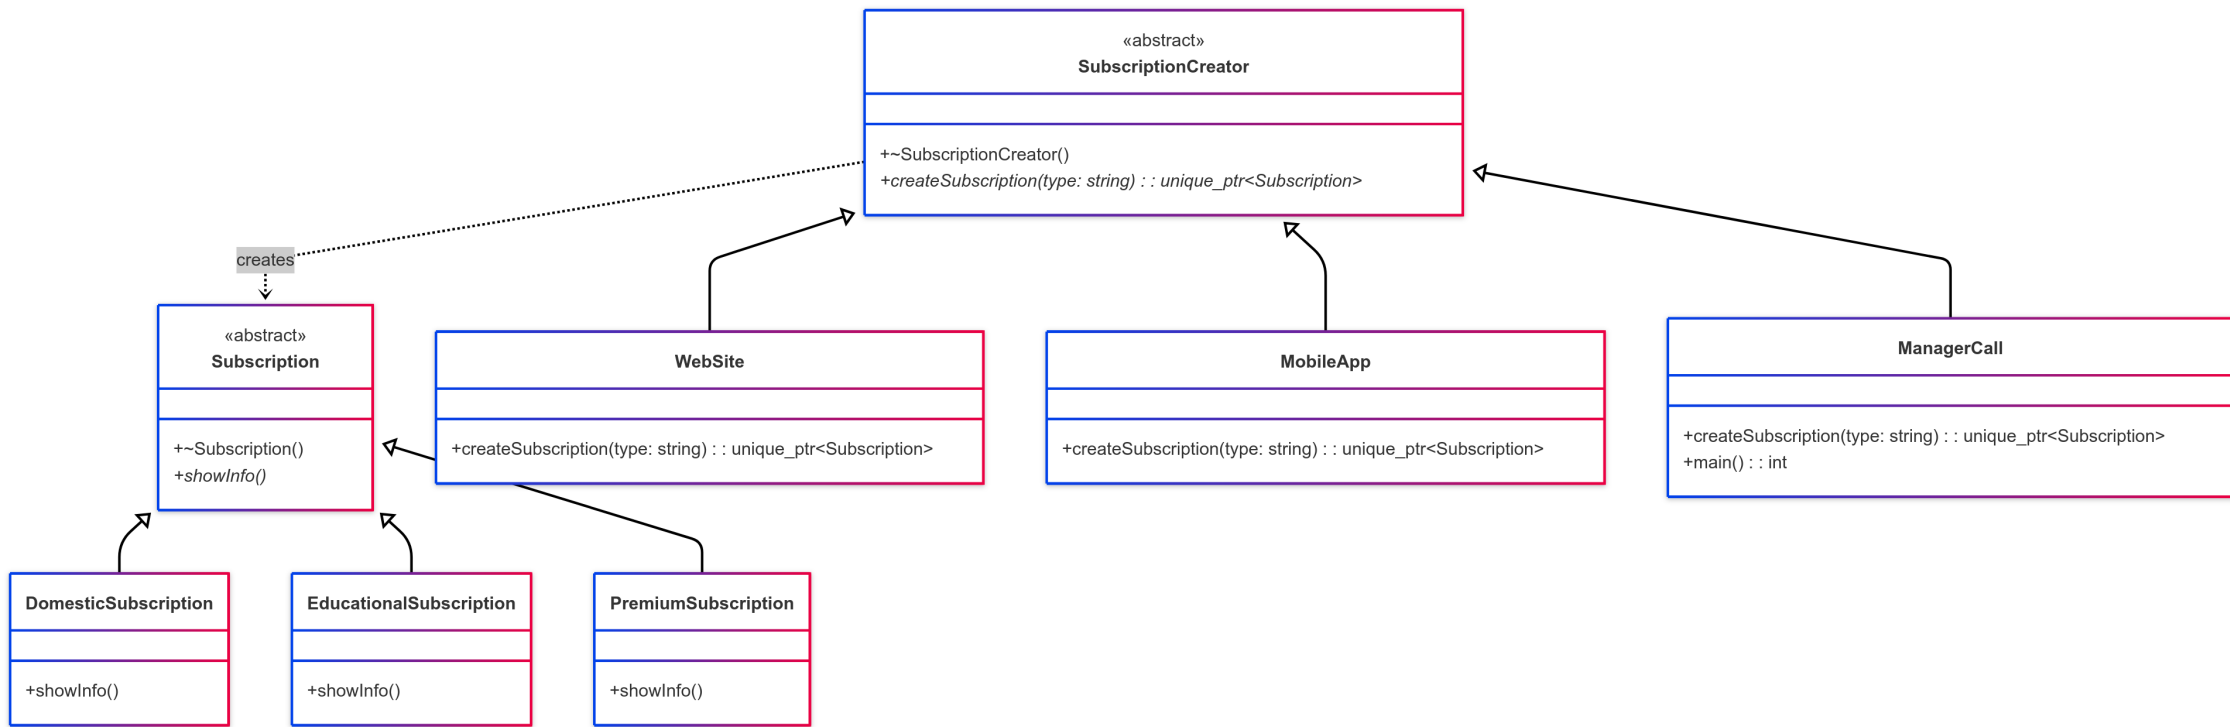 «abstract»
SubscriptionCreator
+~SubscriptionCreator()
+createSubscription(type: string) : : unique_ptr<Subscription>
creates
«abstract»
Subscription
+~Subscription()
+showInfo()
WebSite
+createSubscription(type: string) : : unique_ptr<Subscription>
MobileApp
+createSubscription(type: string) : : unique_ptr<Subscription>
ManagerCall
+createSubscription(type: string) : : unique_ptr<Subscription>
+main() : : int
DomesticSubscription
+showInfo()
EducationalSubscription
+showInfo()
PremiumSubscription
+showInfo()